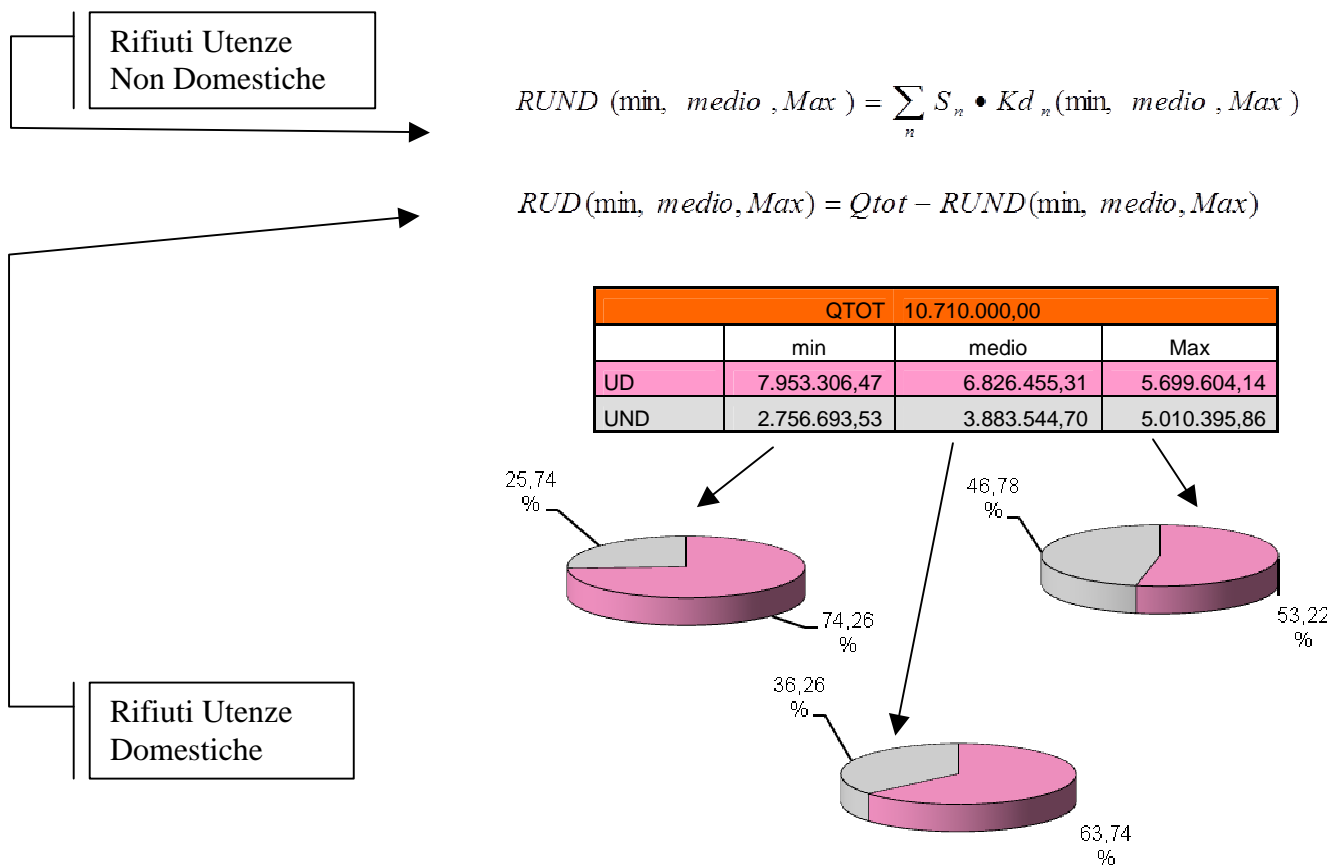 Rifiuti Utenze
Non Domestiche
RUND (min, medio, Max) = ∑ₙ Sₙ • Kdₙ(min, medio, Max)
RUD(min, medio, Max) = Qtot − RUND(min, medio, Max)
QTOT 10.710.000,00
min medio Max
UD 7.953.306,47 6.826.455,31 5.699.604,14
UND 2.756.693,53 3.883.544,70 5.010.395,86
25,74
%
74,26
%
46,78
%
53,22
%
36,26
%
63,74
%
Rifiuti Utenze
Domestiche